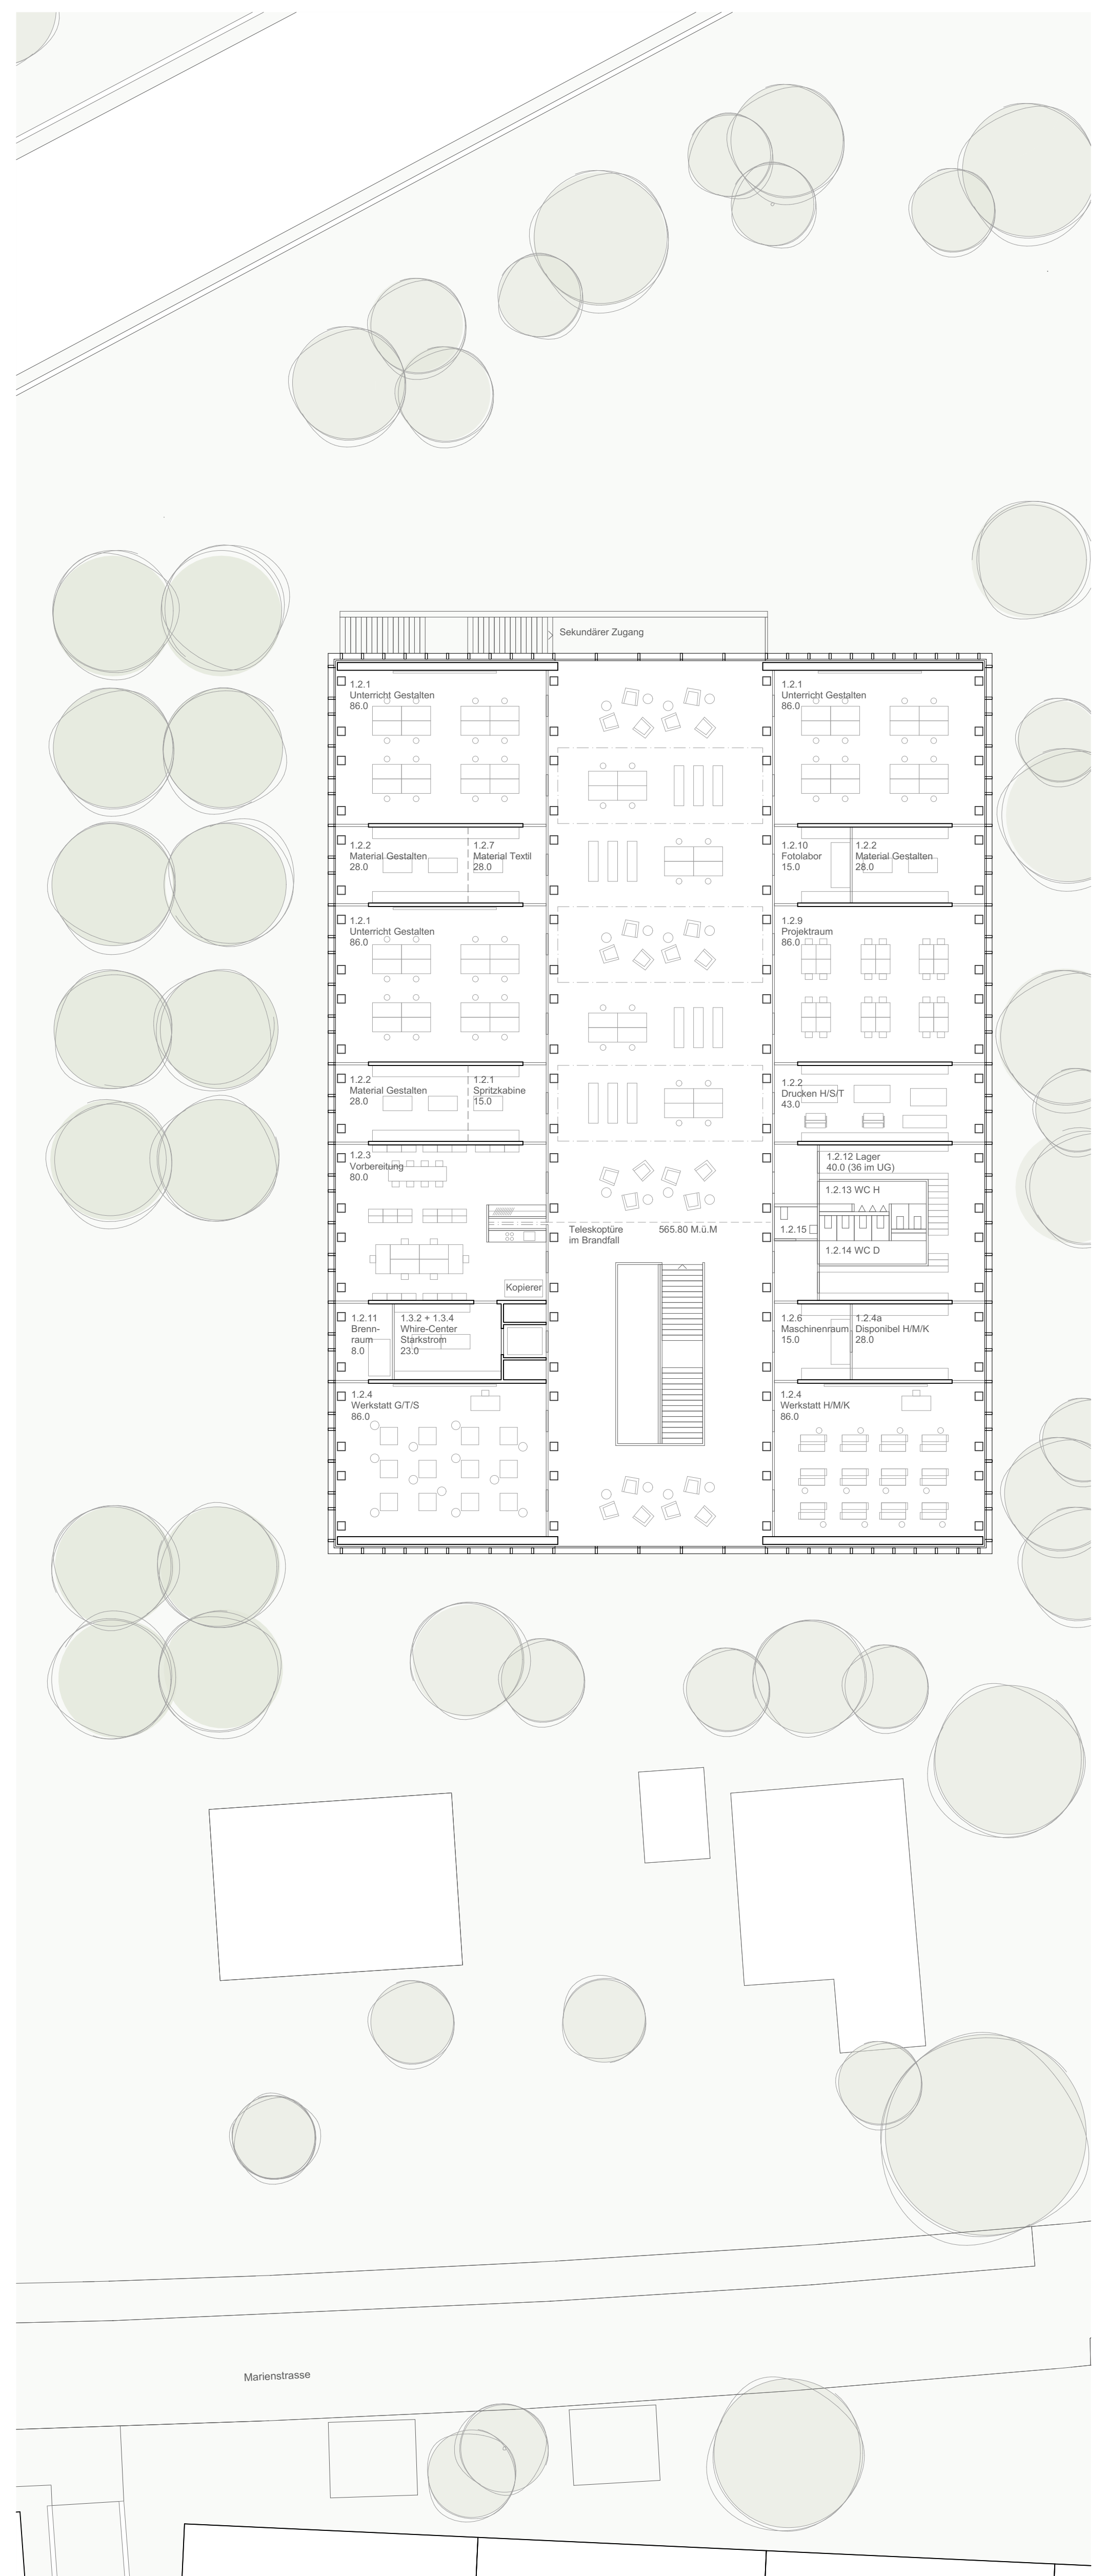 Sekundärer Zugang
1.2.1
Unterricht Gestalten
86.0
1.2.1
Unterricht Gestalten
86.0
1.2.2
Material Gestalten
28.0
1.2.7
Material Textil
28.0
1.2.10
Fotolabor
15.0
1.2.2
Material Gestalten
28.0
1.2.1
Unterricht Gestalten
86.0
1.2.9
Projektraum
86.0
1.2.2
Material Gestalten
28.0
1.2.1
Spritzkabine
15.0
1.2.2
Drucken H/S/T
43.0
1.2.3
Vorbereitung
80.0
1.2.12 Lager
40.0 (36 im UG)
1.2.13 WC H
1.2.15
1.2.14 WC D
Teleskoptüre
im Brandfall
565.80 M.ü.M
Kopierer
1.2.11
Brenn-
raum
8.0
1.3.2 + 1.3.4
Whire-Center
Starkstrom
23.0
1.2.6
Maschinenraum
15.0
1.2.4a
Disponibel H/M/K
28.0
1.2.4
Werkstatt G/T/S
86.0
1.2.4
Werkstatt H/M/K
86.0
Marienstrasse